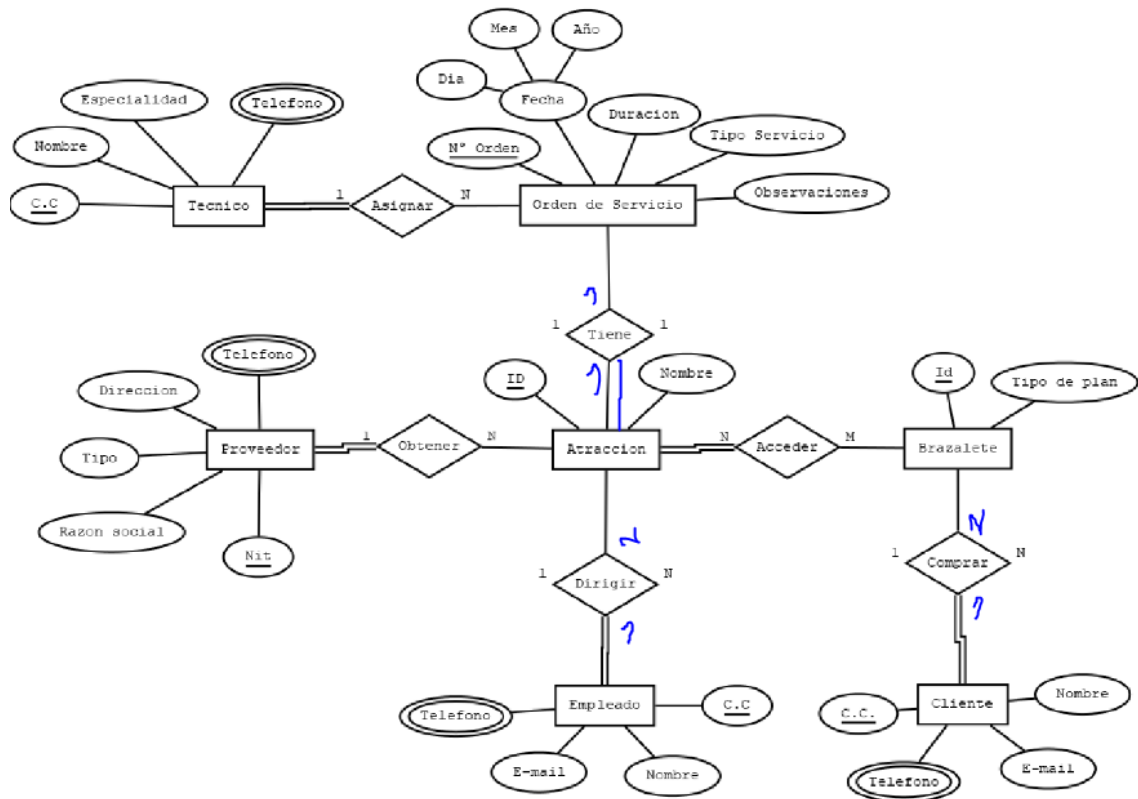 Mes
Año
Dia
Fecha
Especialidad
Telefono
Duracion
Nombre
N° Orden
Tipo Servicio
C.C
Tecnico
1
Asignar
N
Orden de Servicio
Observaciones
1
1
Tiene
1
1
Telefono
Direccion
ID
Nombre
Id
Tipo de plan
Tipo
Proveedor
1
Obtener
N
Atraccion
N
Acceder
M
Brazalete
Razon social
Nit
N
1
Dirigir
N
1
N
1
Comprar
N
1
Telefono
Empleado
C.C
E-mail
Nombre
C.C.
Cliente
Nombre
Telefono
E-mail